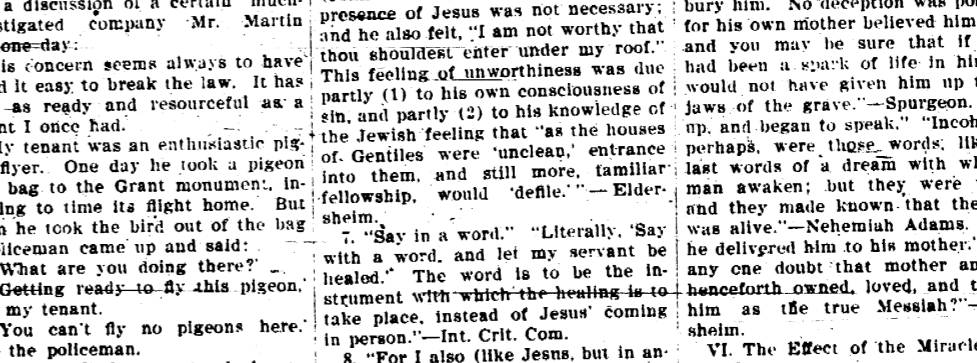 a discussion of a certain much-
stigated company Mr. Martin
one day:
is concern seems always to have
d it easy to break the law. It has
as ready and resourceful as a
nt I once had.
ly tenant was an enthusiastic pig-
flyer. One day he took a pigeon
bag to the Grant monument, in-
ing to time its flight home. But
n he took the bird out of the bag
liceman came up and said:
What are you doing there?'
Getting ready to fly this pigeon,'
my tenant.
You can't fly no pigeons here.'
the policeman.
presence of Jesus was not necessary;
and he also felt, "I am not worthy that
thou shouldest enter under my roof."
This feeling of unworthiness was due
partly (1) to his own consciousness of
sin, and partly (2) to his knowledge of
the Jewish feeling that "as the houses
of Gentiles were 'unclean,' entrance
into them, and still more, familiar
fellowship, would 'defile.'"—Elder-
sheim.
7. "Say in a word." "Literally, 'Say
with a word, and let my servant be
healed.' The word is to be the in-
strument with which the healing is to
take place, instead of Jesus' coming
in person."—Int. Crit. Com.
8. "For I also (like Jesus, but in an-
bury him. No deception was po
for his own mother believed him
and you may be sure that if
had been a spark of life in hi
would not have given him up t
jaws of the grave."—Spurgeon.
up, and began to speak." "Incoh
perhaps, were those words; lik
last words of a dream with w
man awaken; but they were
and they made known that the
was alive."—Nehemiah Adams.
he delivered him to his mother.'
any one doubt that mother an
henceforth owned, loved, and t
him as the true Messiah?"—
sheim.
VI. The Effect of the Miracle